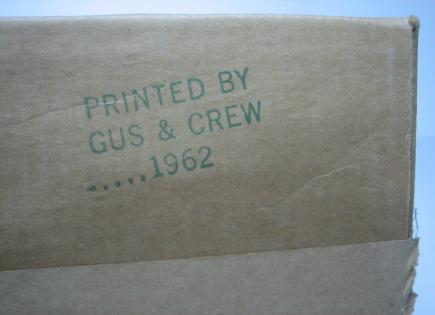 PRINTED BY
GUS & CREW
.....1962